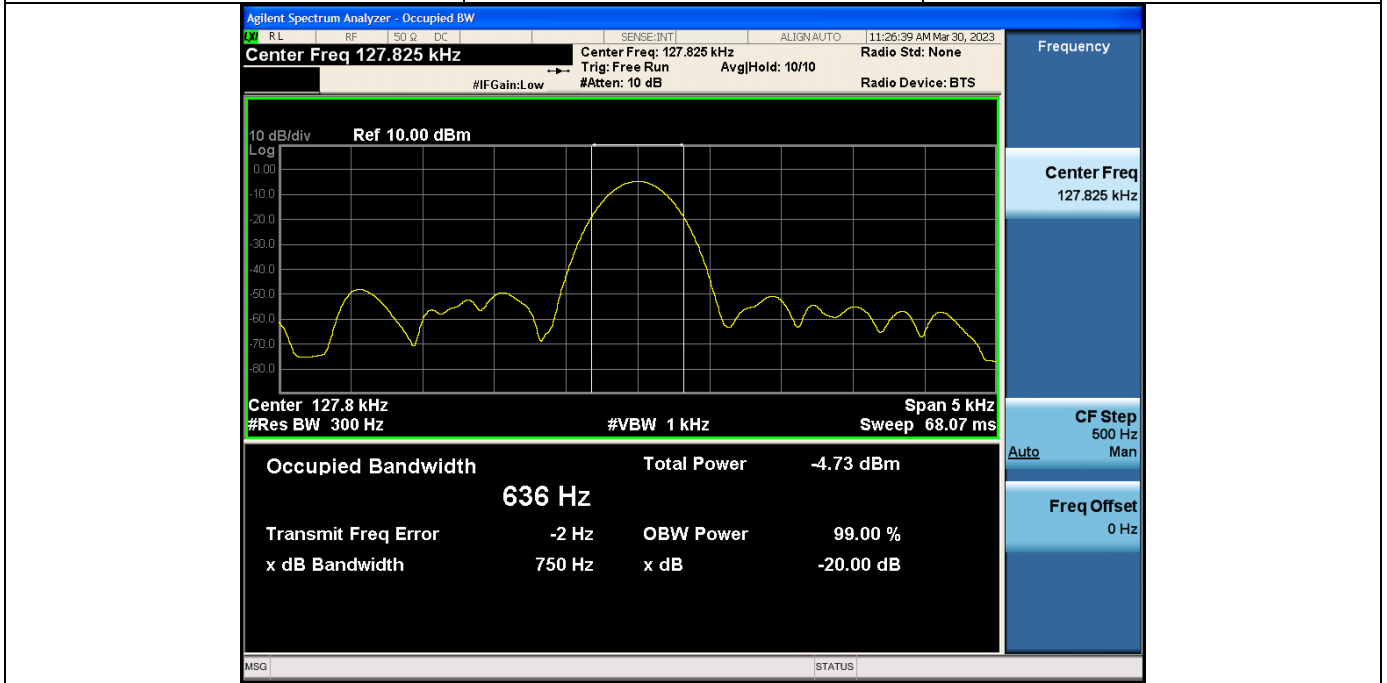 Agilent Spectrum Analyzer - Occupied BW
LXI RL RF 50 Ω DC SENSE:INT ALIGN AUTO 11:26:39 AM Mar 30, 2023
Center Freq 127.825 kHz
Center Freq: 127.825 kHz Radio Std: None
Trig: Free Run Avg|Hold: 10/10
#IFGain:Low #Atten: 10 dB Radio Device: BTS
10 dB/div Ref 10.00 dBm
Log
0.00
-10.0
-20.0
-30.0
-40.0
-50.0
-60.0
-70.0
-80.0
Center 127.8 kHz Span 5 kHz
#Res BW 300 Hz #VBW 1 kHz Sweep 68.07 ms
Occupied Bandwidth Total Power -4.73 dBm
636 Hz
Transmit Freq Error -2 Hz OBW Power 99.00 %
x dB Bandwidth 750 Hz x dB -20.00 dB
MSG STATUS
Frequency
Center Freq
127.825 kHz
CF Step
500 Hz
Auto Man
Freq Offset
0 Hz